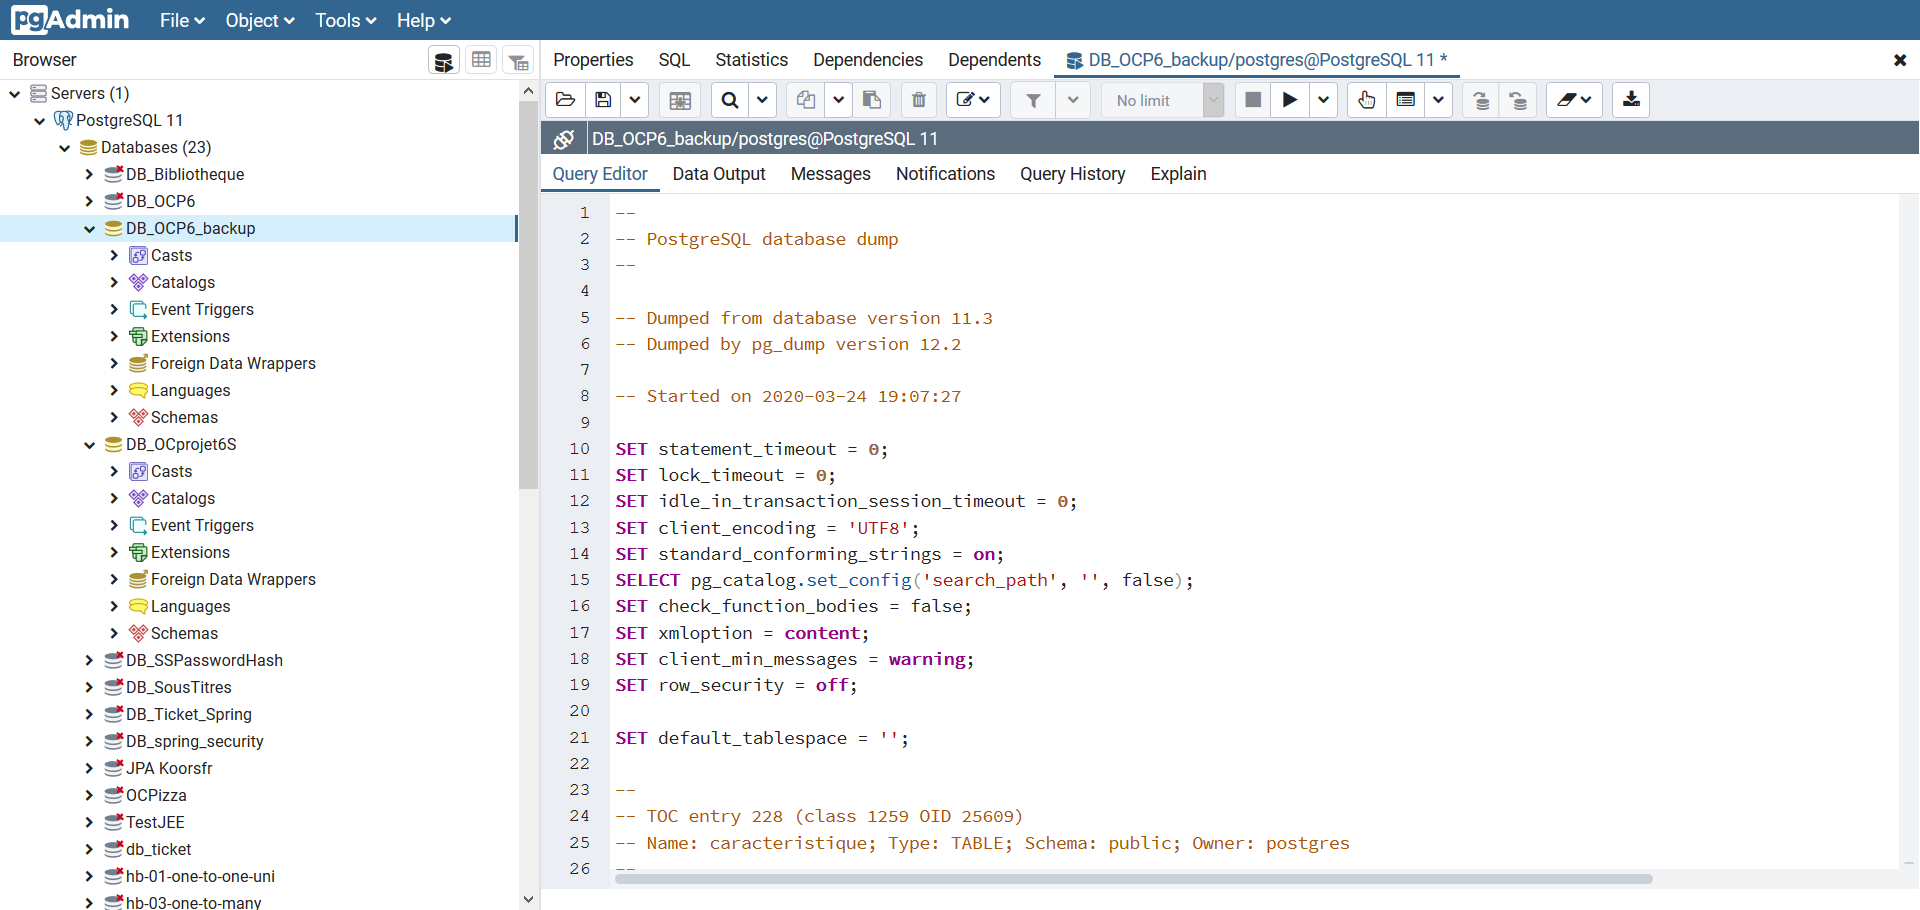 pgAdmin File Object Tools Help
Browser
Properties SQL Statistics Dependencies Dependents DB_OCP6_backup/postgres@PostgreSQL 11 *
No limit
DB_OCP6_backup/postgres@PostgreSQL 11
Query Editor Data Output Messages Notifications Query History Explain
Servers (1)
PostgreSQL 11
Databases (23)
DB_Bibliotheque
DB_OCP6
DB_OCP6_backup
Casts
Catalogs
Event Triggers
Extensions
Foreign Data Wrappers
Languages
Schemas
DB_OCprojet6S
Casts
Catalogs
Event Triggers
Extensions
Foreign Data Wrappers
Languages
Schemas
DB_SSPasswordHash
DB_SousTitres
DB_Ticket_Spring
DB_spring_security
JPA Koorsfr
OCPizza
TestJEE
db_ticket
hb-01-one-to-one-uni
hb-03-one-to-many
1 --
2 -- PostgreSQL database dump
3 --
4
5 -- Dumped from database version 11.3
6 -- Dumped by pg_dump version 12.2
7
8 -- Started on 2020-03-24 19:07:27
9
10 SET statement_timeout = 0;
11 SET lock_timeout = 0;
12 SET idle_in_transaction_session_timeout = 0;
13 SET client_encoding = 'UTF8';
14 SET standard_conforming_strings = on;
15 SELECT pg_catalog.set_config('search_path', '', false);
16 SET check_function_bodies = false;
17 SET xmloption = content;
18 SET client_min_messages = warning;
19 SET row_security = off;
20
21 SET default_tablespace = '';
22
23 --
24 -- TOC entry 228 (class 1259 OID 25609)
25 -- Name: caracteristique; Type: TABLE; Schema: public; Owner: postgres
26 --